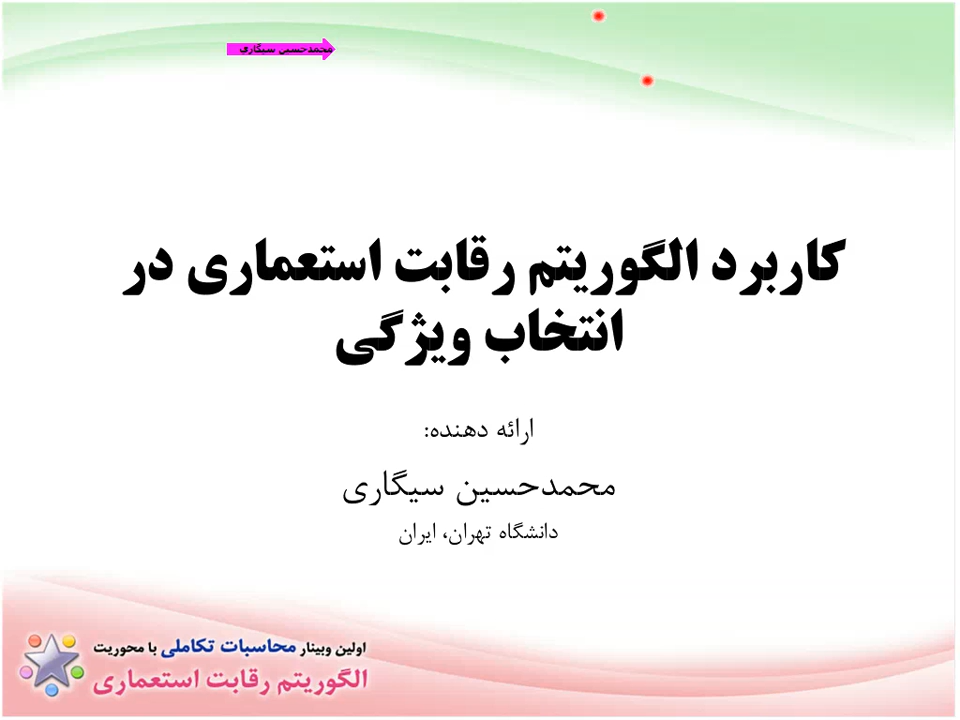 محمدحسین سیگاری
کاربرد الگوریتم رقابت استعماری در
انتخاب ویژگی
ارائه دهنده:
محمدحسین سیگاری
دانشگاه تهران، ایران
اولین وبینار محاسبات تکاملی با محوریت
الگوریتم رقابت استعماری